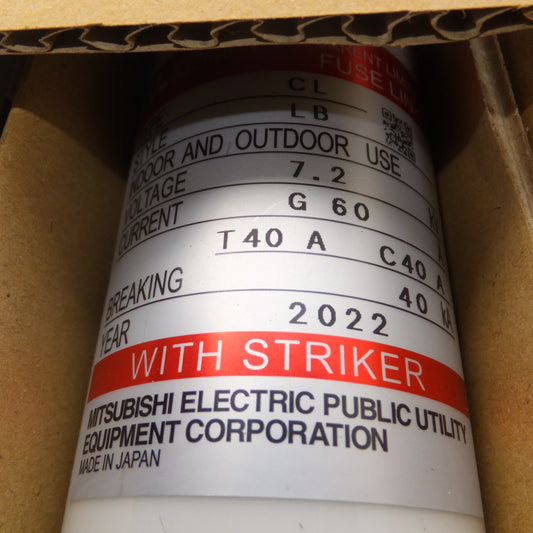 FUSE LIN
CL
STYLE LB
INDOOR AND OUTDOOR USE
VOLTAGE 7.2
CURRENT G 60 A
T40 A C40 A
BREAKING 40 kA
YEAR 2022
WITH STRIKER
MITSUBISHI ELECTRIC PUBLIC UTILITY
EQUIPMENT CORPORATION
MADE IN JAPAN